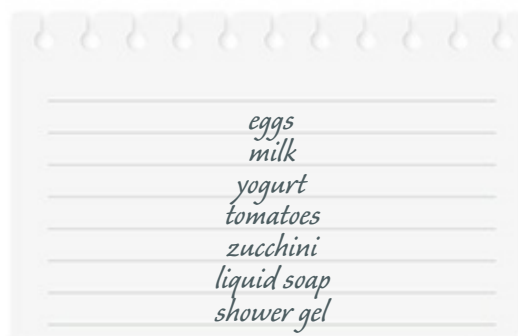 eggs
milk
yogurt
tomatoes
zucchini
liquid soap
shower gel